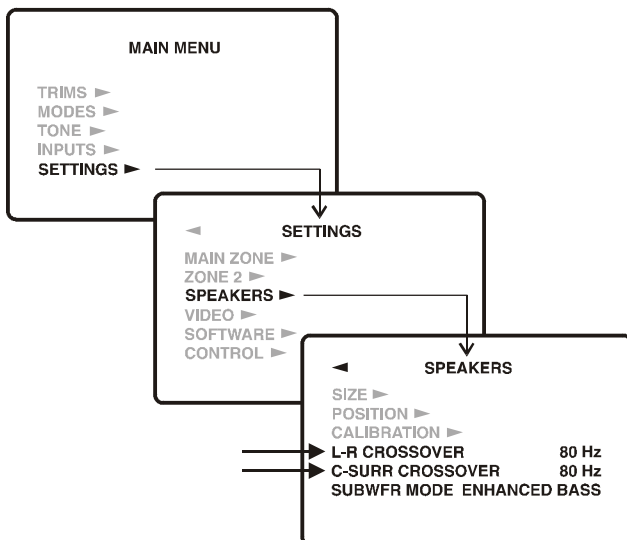 MAIN MENU
TRIMS ►
MODES ►
TONE ►
INPUTS ►
SETTINGS ►
◄ SETTINGS
MAIN ZONE ►
ZONE 2 ►
SPEAKERS ►
VIDEO ►
SOFTWARE ►
CONTROL ►
◄ SPEAKERS
SIZE ►
POSITION ►
CALIBRATION ►
L-R CROSSOVER 80 Hz
C-SURR CROSSOVER 80 Hz
SUBWFR MODE ENHANCED BASS